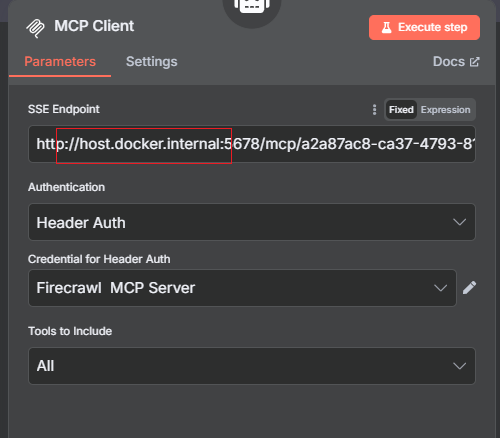 MCP Client
Execute step
Parameters
Settings
Docs
SSE Endpoint
Fixed
Expression
http://host.docker.internal:5678/mcp/a2a87ac8-ca37-4793-8
Authentication
Header Auth
Credential for Header Auth
Firecrawl MCP Server
Tools to Include
All